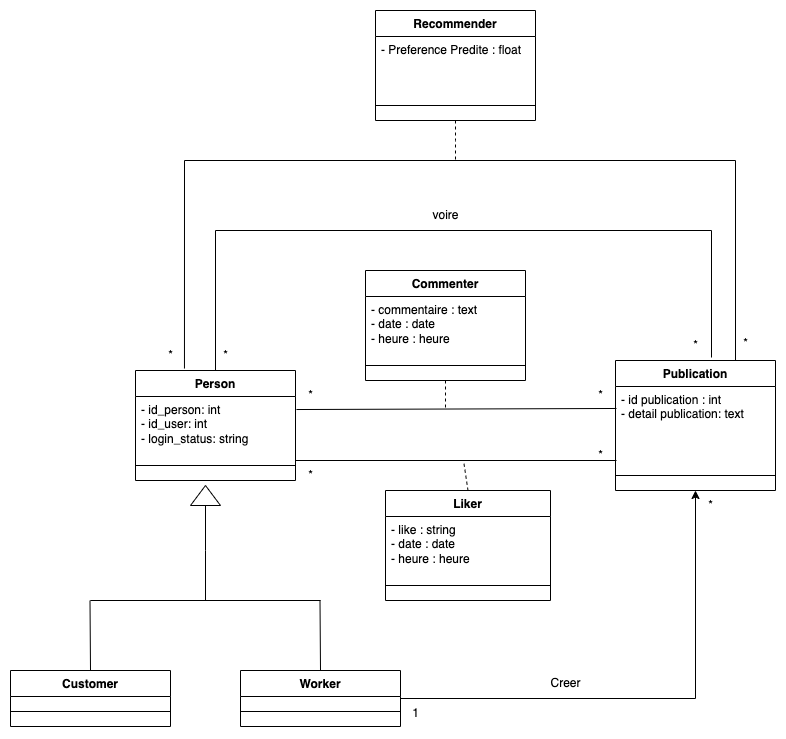 Recommender
- Preference Predite : float
voire
Commenter
- commentaire : text
- date : date
- heure : heure
*
*
*
*
Person
- id_person: int
- id_user: int
- login_status: string
*
*
Publication
- id publication : int
- detail publication: text
*
*
Liker
- like : string
- date : date
- heure : heure
*
Customer
Worker
Creer
1